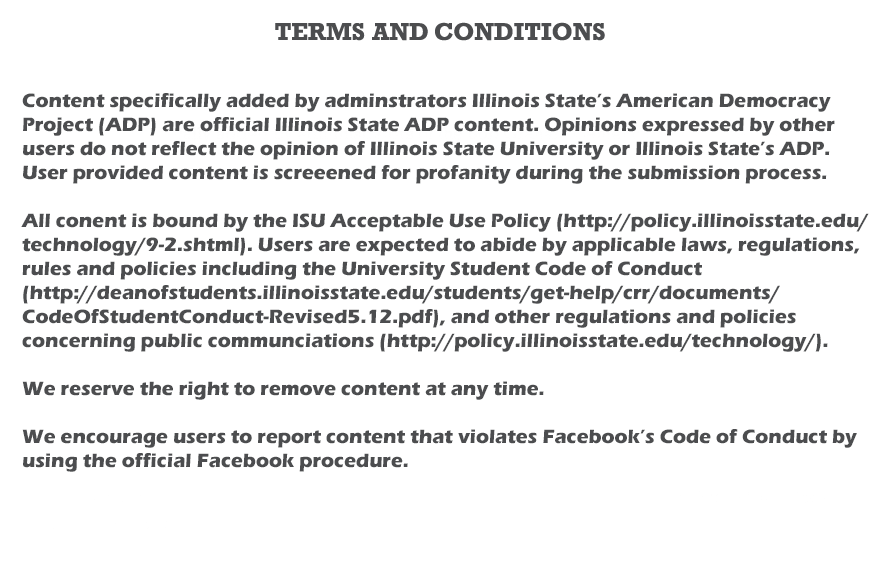 TERMS AND CONDITIONS
Content specifically added by adminstrators Illinois State's American Democracy
Project (ADP) are official Illinois State ADP content. Opinions expressed by other
users do not reflect the opinion of Illinois State University or Illinois State's ADP.
User provided content is screeened for profanity during the submission process.
All conent is bound by the ISU Acceptable Use Policy (http://policy.illinoisstate.edu/
technology/9-2.shtml). Users are expected to abide by applicable laws, regulations,
rules and policies including the University Student Code of Conduct
(http://deanofstudents.illinoisstate.edu/students/get-help/crr/documents/
CodeOfStudentConduct-Revised5.12.pdf), and other regulations and policies
concerning public communciations (http://policy.illinoisstate.edu/technology/).
We reserve the right to remove content at any time.
We encourage users to report content that violates Facebook's Code of Conduct by
using the official Facebook procedure.